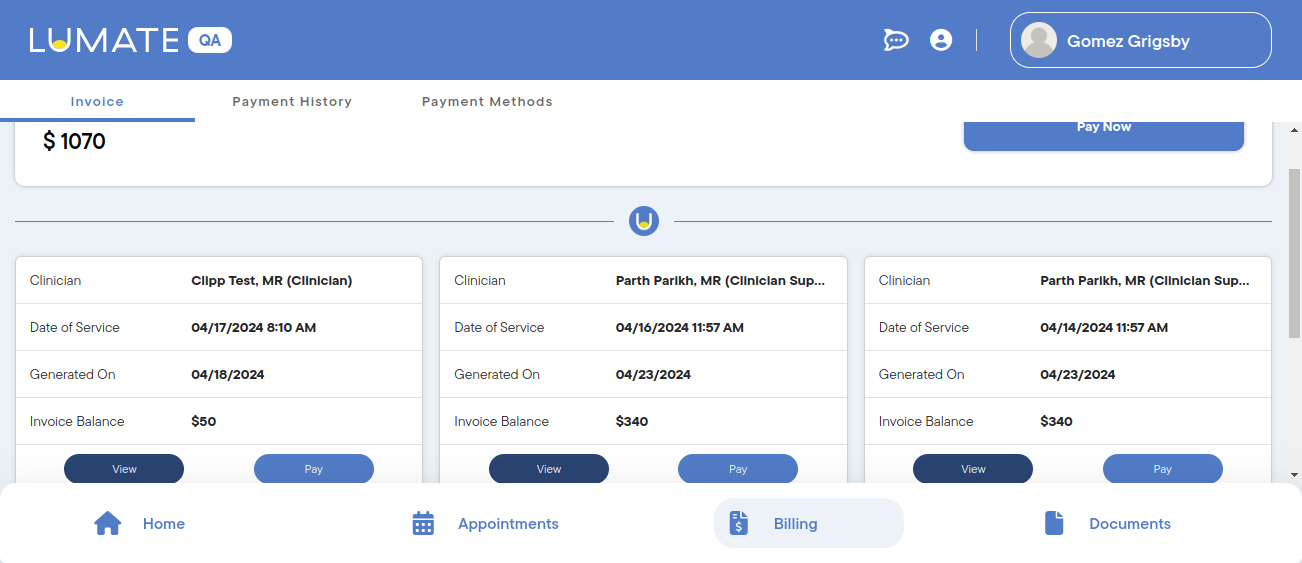 LUMATE QA
Gomez Grigsby
Invoice Payment History Payment Methods
$ 1070
Pay Now
Clinician Clipp Test, MR (Clinician)
Date of Service 04/17/2024 8:10 AM
Generated On 04/18/2024
Invoice Balance $50
View Pay
Clinician Parth Parikh, MR (Clinician Sup...
Date of Service 04/16/2024 11:57 AM
Generated On 04/23/2024
Invoice Balance $340
View Pay
Clinician Parth Parikh, MR (Clinician Sup...
Date of Service 04/14/2024 11:57 AM
Generated On 04/23/2024
Invoice Balance $340
View Pay
Home Appointments Billing Documents